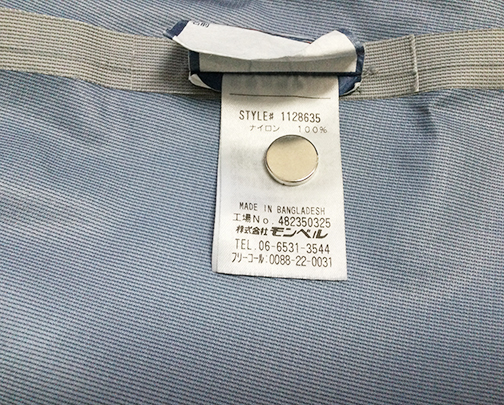 STYLE# 1128635
ナイロン 100%
MADE IN BANGLADESH
工場No. 482350325
株式会社 モンベル
TEL. 06-6531-3544
フリーコール:0088-22-0031